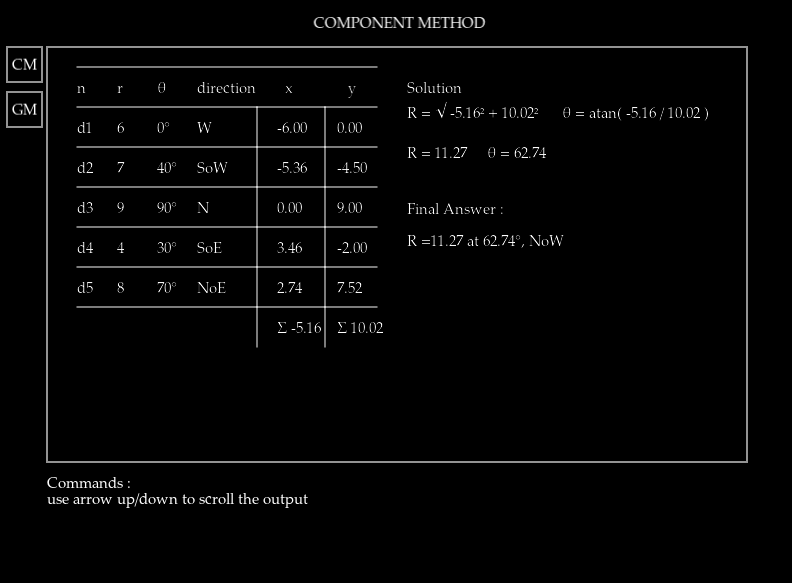 COMPONENT METHOD
CM
GM
n r θ direction x y
d1 6 0° W -6.00 0.00
d2 7 40° SoW -5.36 -4.50
d3 9 90° N 0.00 9.00
d4 4 30° SoE 3.46 -2.00
d5 8 70° NoE 2.74 7.52
Σ -5.16 Σ 10.02
Solution
R = √ -5.16² + 10.02² θ = atan( -5.16 / 10.02 )
R = 11.27 θ = 62.74
Final Answer :
R =11.27 at 62.74°, NoW
Commands :
use arrow up/down to scroll the output